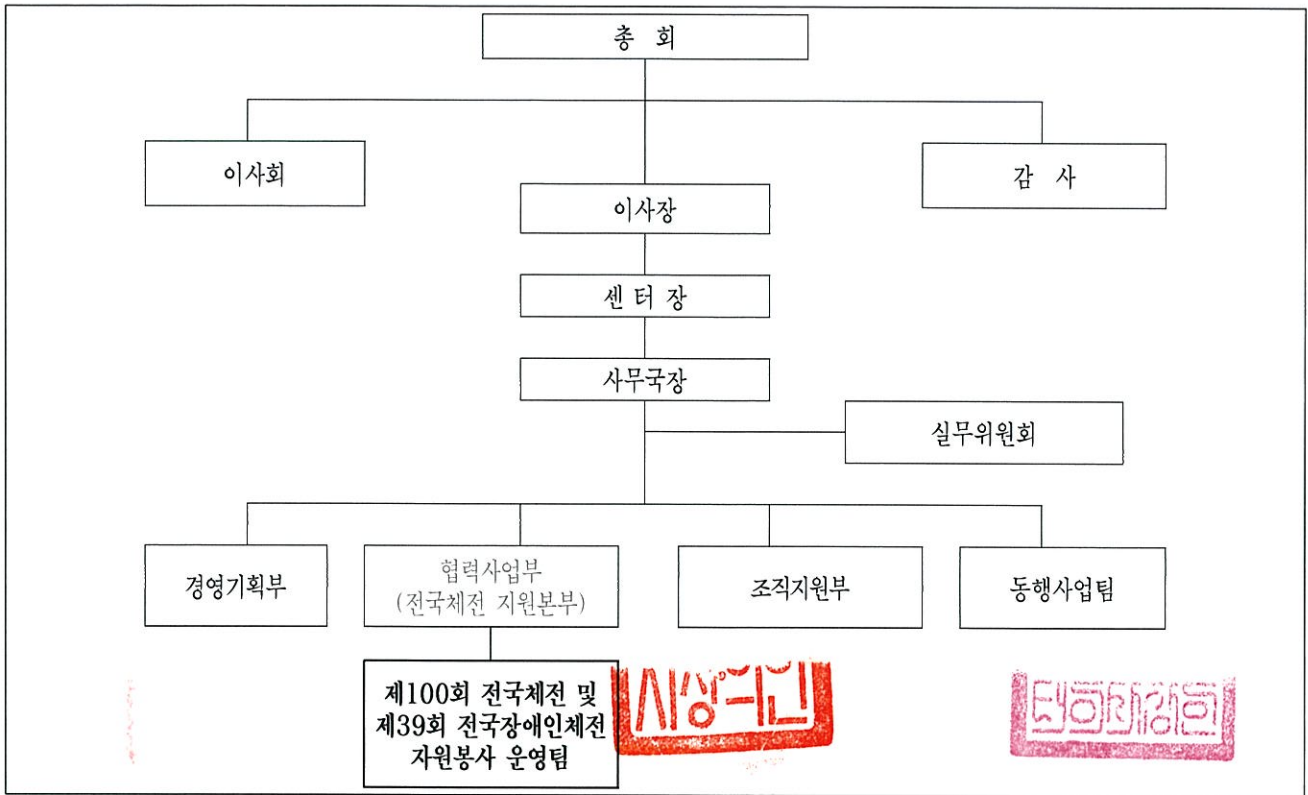 총 회
이사회
감 사
이사장
센 터 장
사무국장
실무위원회
경영기획부
협력사업부
(전국체전 지원본부)
조직지원부
동행사업팀
제100회 전국체전 및
제39회 전국장애인체전
자원봉사 운영팀